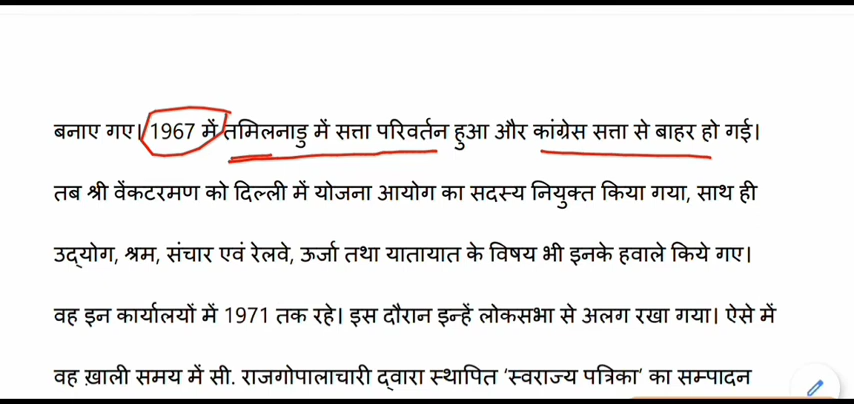 बनाए गए। 1967 में तमिलनाडु में सत्ता परिवर्तन हुआ और कांग्रेस सत्ता से बाहर हो गई।
तब श्री वेंकटरमण को दिल्ली में योजना आयोग का सदस्य नियुक्त किया गया, साथ ही
उद्योग, श्रम, संचार एवं रेलवे, ऊर्जा तथा यातायात के विषय भी इनके हवाले किये गए।
वह इन कार्यालयों में 1971 तक रहे। इस दौरान इन्हें लोकसभा से अलग रखा गया। ऐसे में
वह ख़ाली समय में सी. राजगोपालाचारी द्वारा स्थापित 'स्वराज्य पत्रिका' का सम्पादन